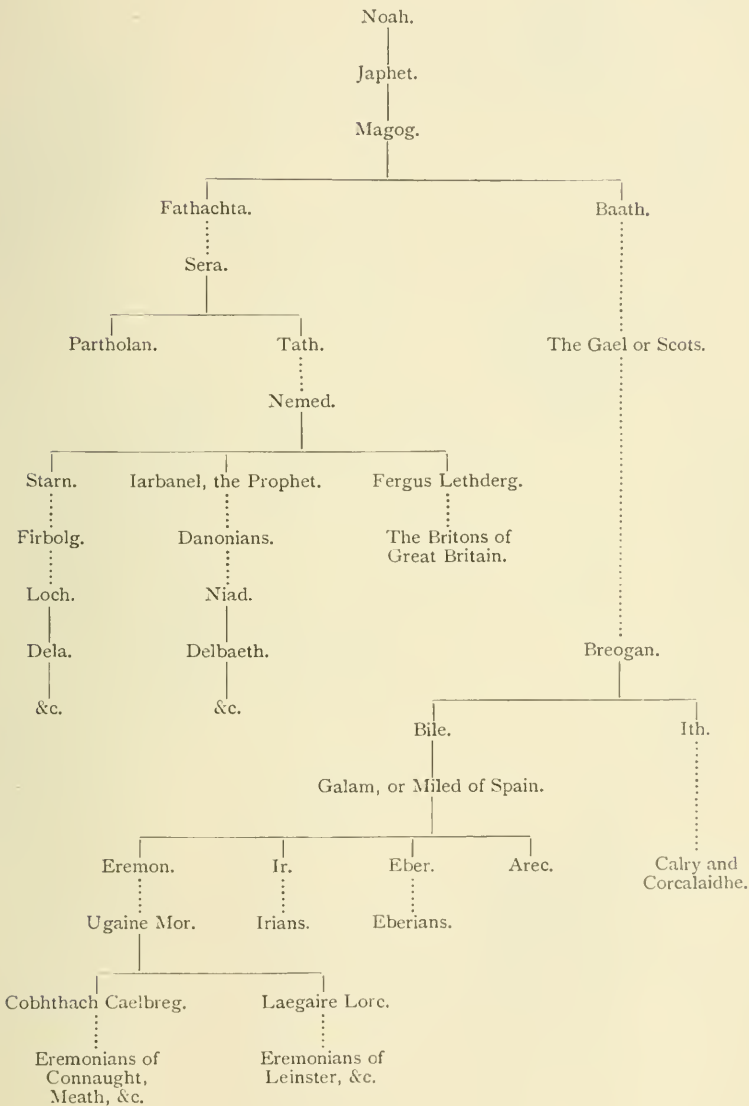 Noah.
Japhet.
Magog.
Fathachta. Baath.
Sera.
Partholan. Tath. The Gael or Scots.
Nemed.
Starn. Iarbanel, the Prophet. Fergus Lethderg.
Firbolg. Danonians. The Britons of
Great Britain.
Loch. Niad.
Dela. Delbaeth. Breogan.
&c. &c.
Bile. Ith.
Galam, or Miled of Spain.
Eremon. Ir. Eber. Arec. Calry and
Corcalaidhe.
Ugaine Mor. Irians. Eberians.
Cobhthach Caelbreg. Laegaire Lorc.
Eremonians of Eremonians of
Connaught, Leinster, &c.
Meath, &c.